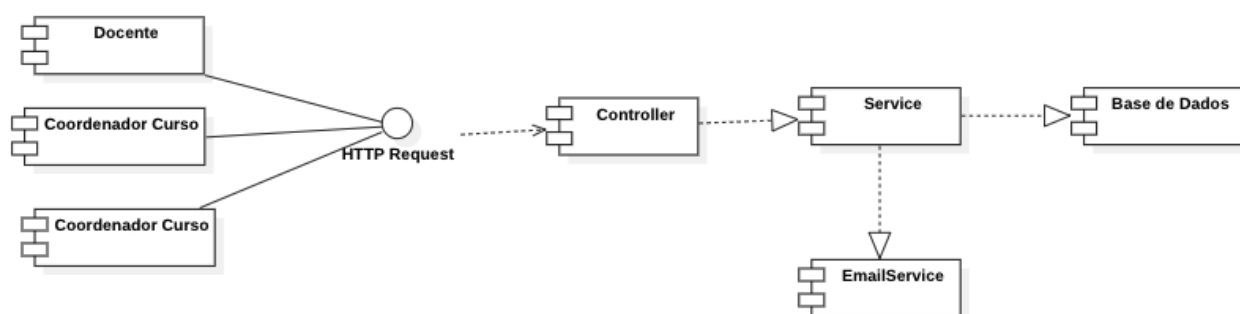 Docente
Coordenador Curso
Coordenador Curso
HTTP Request
Controller
Service
Base de Dados
EmailService